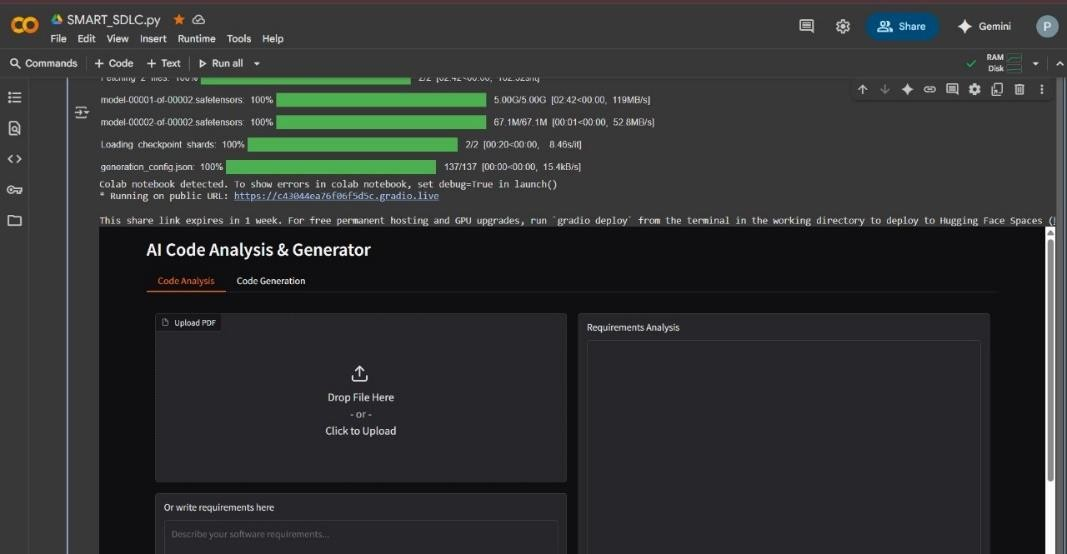 SMART_SDLC.py
File Edit View Insert Runtime Tools Help
Share
Gemini
P
Commands + Code + Text Run all
RAM
Disk
Fetching 2 files: 100%
model-00001-of-00002.safetensors: 100% 5.00G/5.00G [02:42<00:00, 119MB/s]
model-00002-of-00002.safetensors: 100% 67.1M/67.1M [00:01<00:00, 52.8MB/s]
Loading checkpoint shards: 100% 2/2 [00:20<00:00, 8.46s/it]
generation_config.json: 100% 137/137 [00:00<00:00, 15.4kB/s]
Colab notebook detected. To show errors in colab notebook, set debug=True in launch()
* Running on public URL: https://c43044ea76f06f5d5c.gradio.live
This share link expires in 1 week. For free permanent hosting and GPU upgrades, run `gradio deploy` from the terminal in the working directory to deploy to Hugging Face Spaces (
AI Code Analysis & Generator
Code Analysis Code Generation
Upload PDF
Drop File Here
- or -
Click to Upload
Requirements Analysis
Or write requirements here
Describe your software requirements...